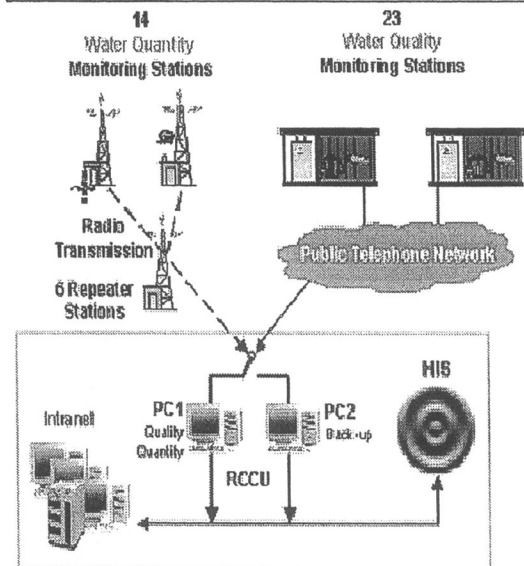 14
Water Quantity
Monitoring Stations
23
Water Quality
Monitoring Stations
Radio
Transmission
6 Repeater
Stations
Public Telephone Network
Intranet
PC1
Quality
Quantity
PC2
Back-up
HIS
RCCU